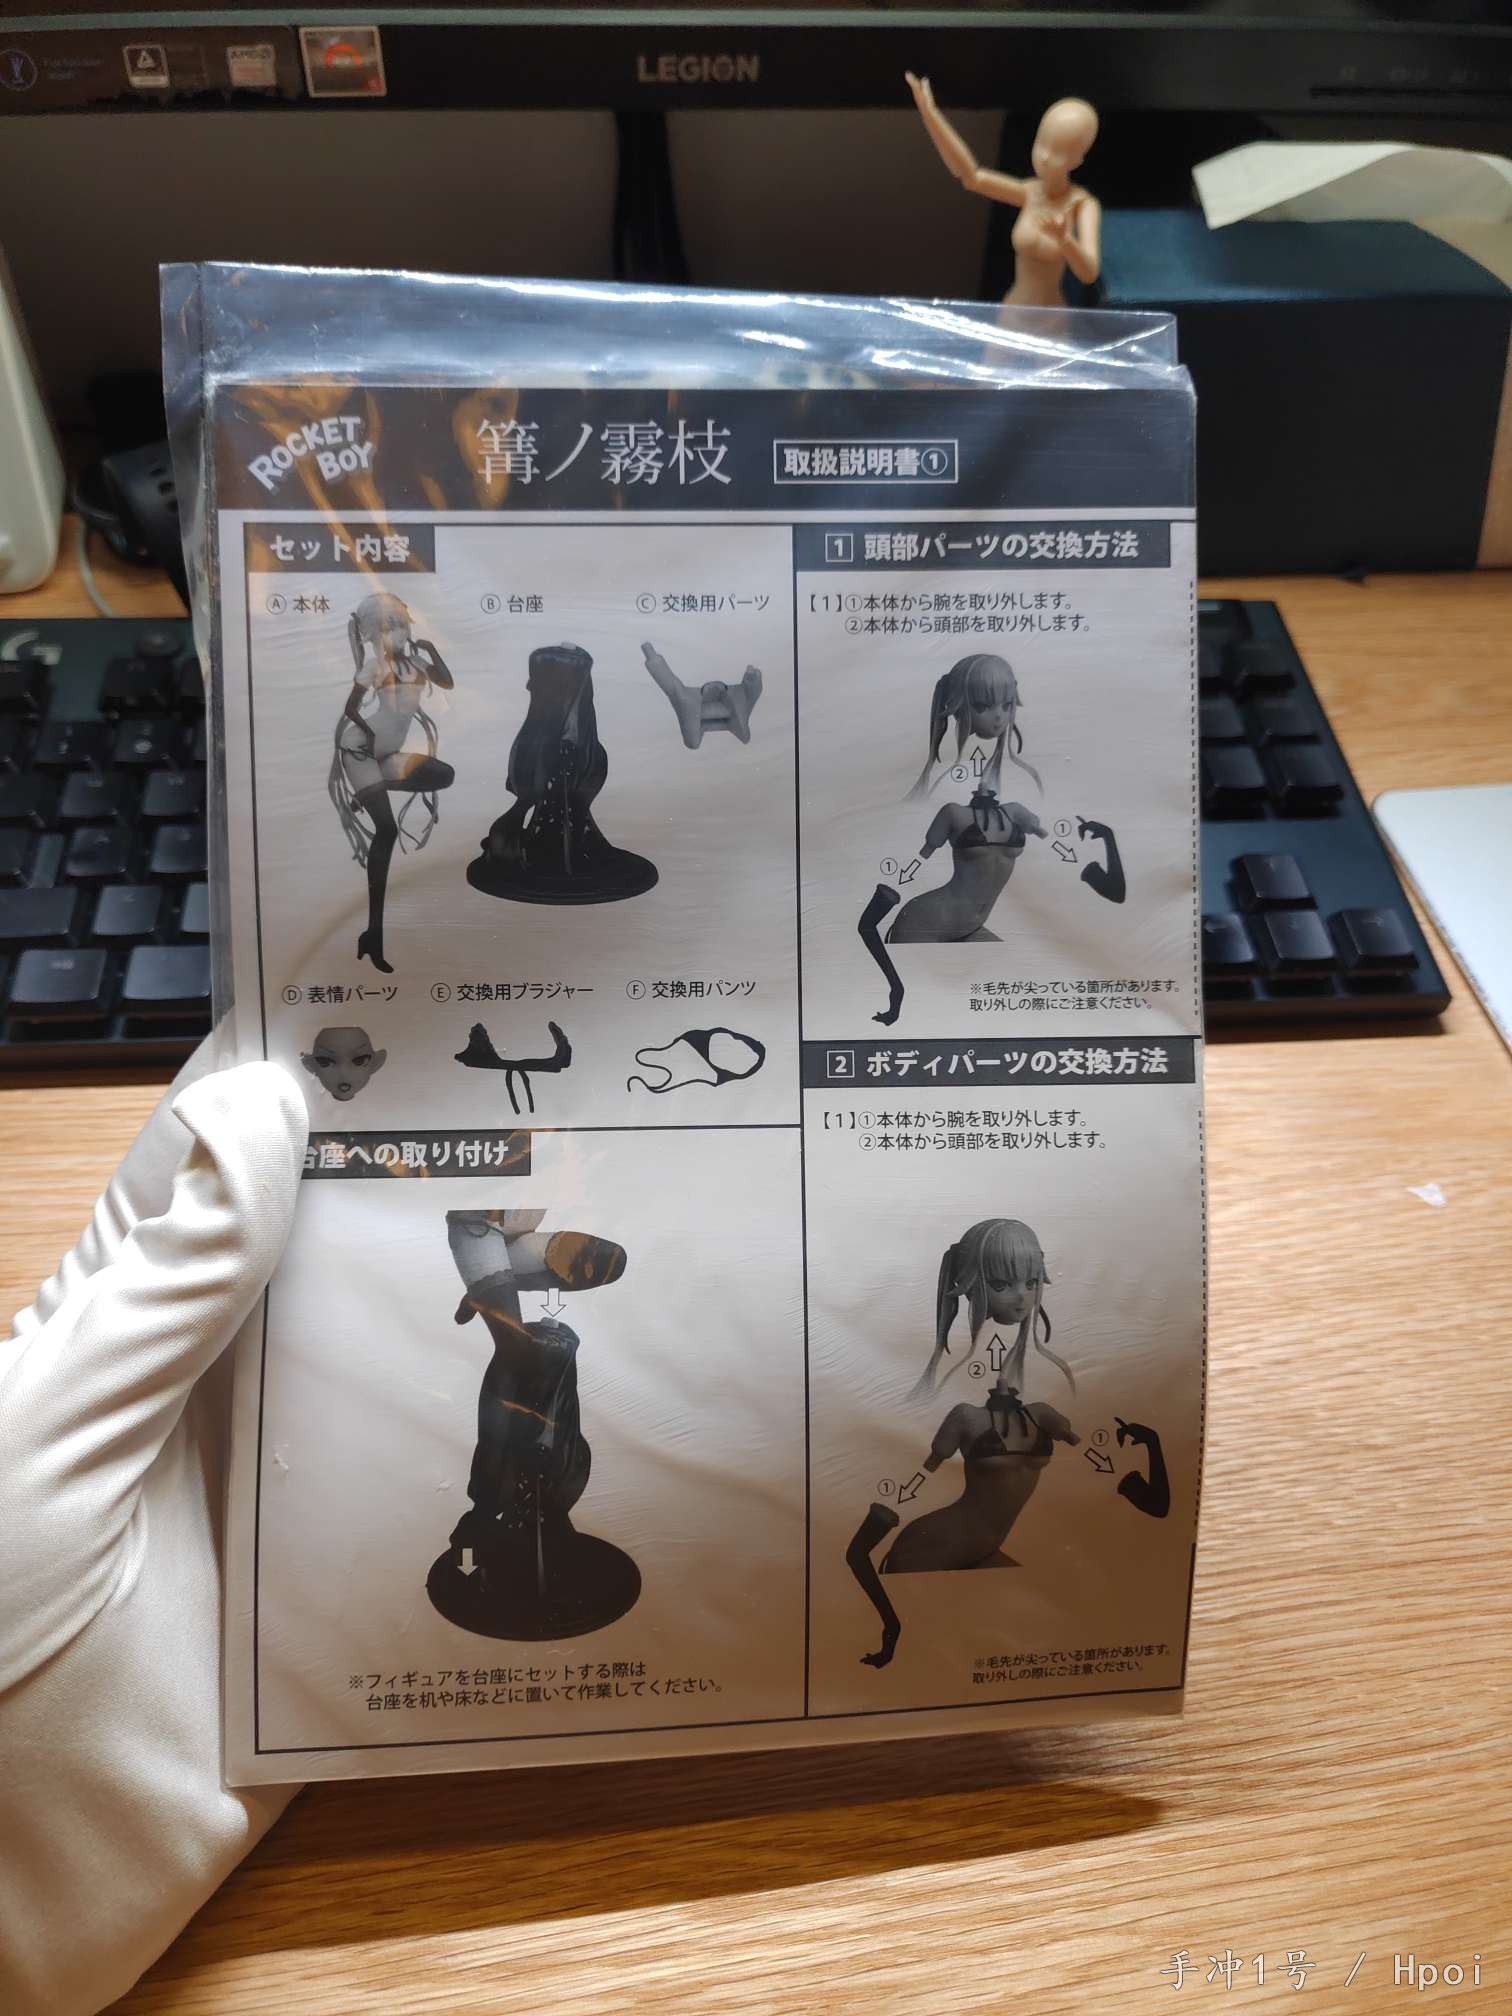 LEGION
ROCKET
BOY
篝ノ霧枝
取扱説明書①
セット内容
Ⓐ 本体
Ⓑ 台座
Ⓒ 交換用パーツ
Ⓓ 表情パーツ
Ⓔ 交換用ブラジャー
Ⓕ 交換用パンツ
台座への取り付け
※フィギュアを台座にセットする際は
台座を机や床などに置いて作業してください。
1 頭部パーツの交換方法
【1】①本体から腕を取り外します。
②本体から頭部を取り外します。
②
①
①
※毛先が尖っている箇所があります。
取り外しの際にご注意ください。
2 ボディパーツの交換方法
【1】①本体から腕を取り外します。
②本体から頭部を取り外します。
②
①
①
※毛先が尖っている箇所があります。
取り外しの際にご注意ください。
G
手冲1号 / Hpoi